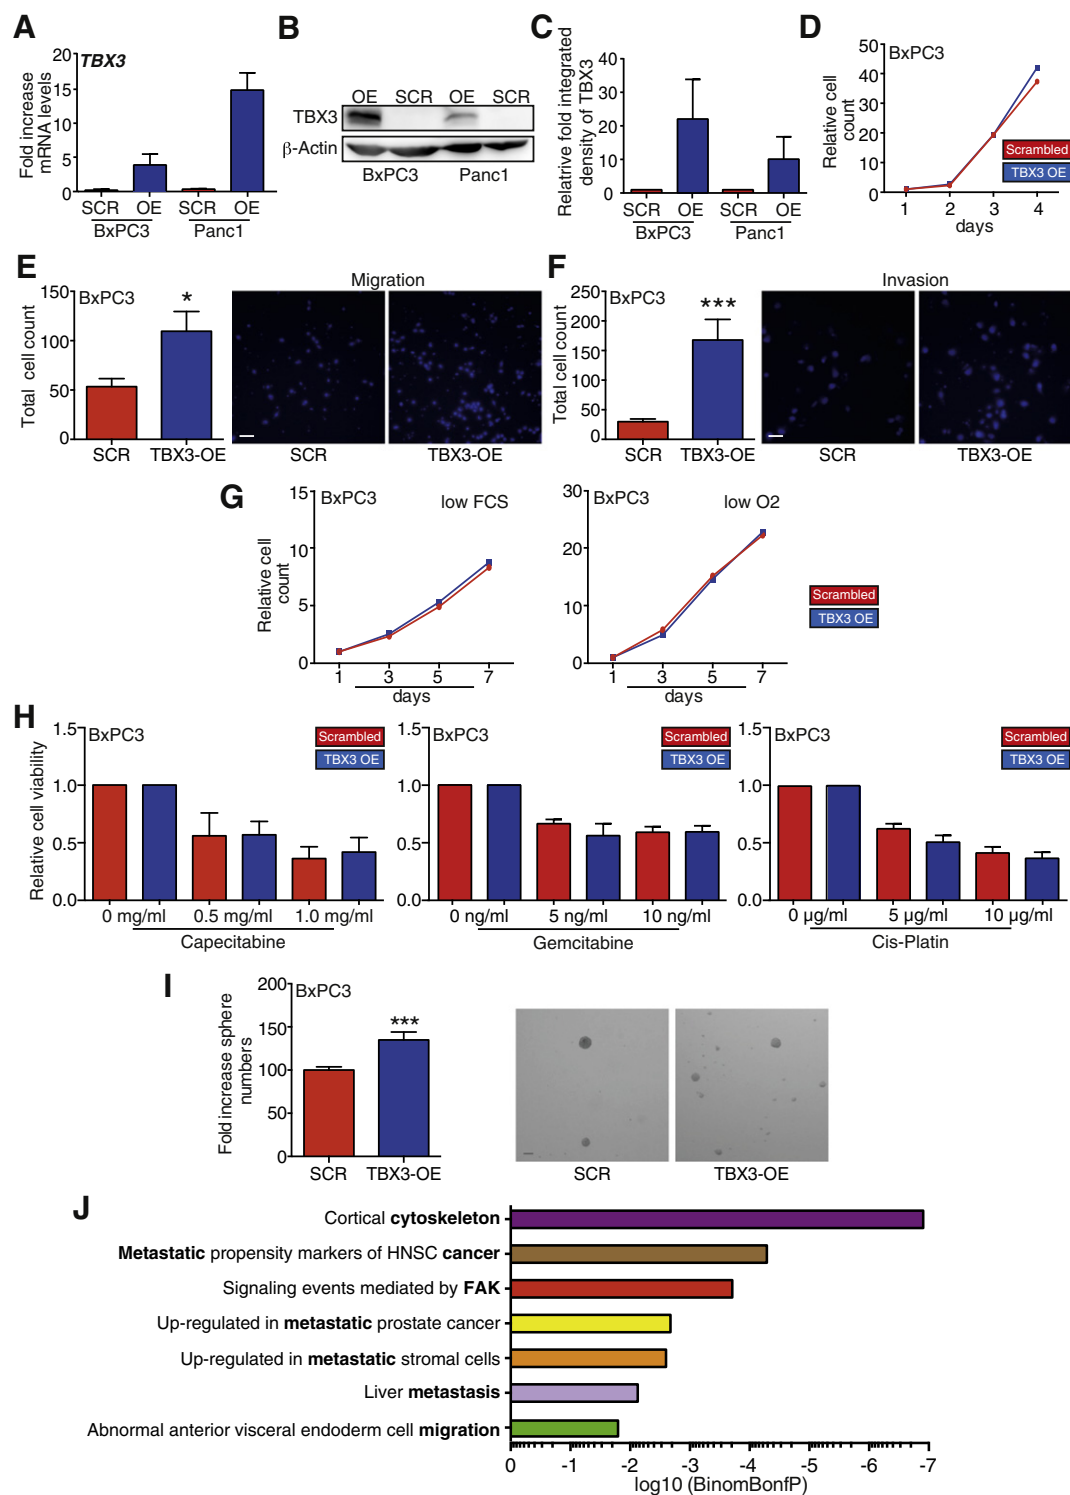 A
TBX3
Fold increase
mRNA levels
20
15
10
5
0
SCR OE SCR OE
BxPC3 Panc1
B
OE SCR OE SCR
TBX3
β-Actin
BxPC3 Panc1
C
Relartive fold integrated
density of TBX3
40
30
20
10
0
SCR OE SCR OE
BxPC3 Panc1
D
BxPC3
Relative cell
count
50
40
30
20
10
0
Scrambled
TBX3 OE
1 2 3 4
days
E
BxPC3
Total cell count
150
100
50
0
*
SCR TBX3-OE
Migration
SCR TBX3-OE
F
BxPC3
Total cell count
250
200
150
100
50
0
***
SCR TBX3-OE
Invasion
SCR TBX3-OE
G
BxPC3 low FCS
Relative cell
count
15
10
5
0
1 3 5 7
days
BxPC3 low O2
30
20
10
0
1 3 5 7
days
Scrambled
TBX3 OE
H
Relative cell viability
BxPC3
Scrambled
TBX3 OE
1.5
1.0
0.5
0.0
0 mg/ml 0.5 mg/ml 1.0 mg/ml
Capecitabine
BxPC3
Scrambled
TBX3 OE
1.5
1.0
0.5
0.0
0 ng/ml 5 ng/ml 10 ng/ml
Gemcitabine
BxPC3
Scrambled
TBX3 OE
1.5
1.0
0.5
0.0
0 µg/ml 5 µg/ml 10 µg/ml
Cis-Platin
I
BxPC3
Fold increase sphere
numbers
200
150
100
50
0
***
SCR TBX3-OE
SCR TBX3-OE
J
Cortical cytoskeleton
Metastatic propensity markers of HNSC cancer
Signaling events mediated by FAK
Up-regulated in metastatic prostate cancer
Up-regulated in metastatic stromal cells
Liver metastasis
Abnormal anterior visceral endoderm cell migration
0 -1 -2 -3 -4 -5 -6 -7
log10 (BinomBonfP)